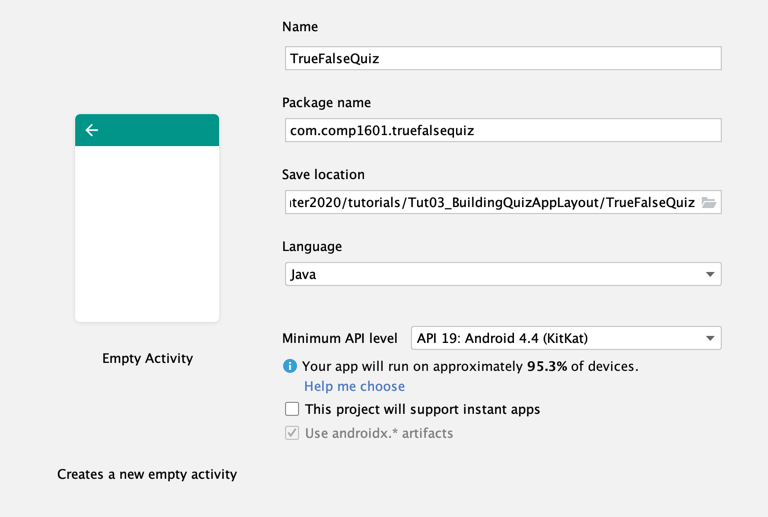 Name
TrueFalseQuiz
Package name
com.comp1601.truefalsequiz
Save location
ter2020/tutorials/Tut03_BuildingQuizAppLayout/TrueFalseQuiz
Language
Java
Minimum API level API 19: Android 4.4 (KitKat)
Your app will run on approximately 95.3% of devices.
Help me choose
This project will support instant apps
Use androidx.* artifacts
Empty Activity
Creates a new empty activity